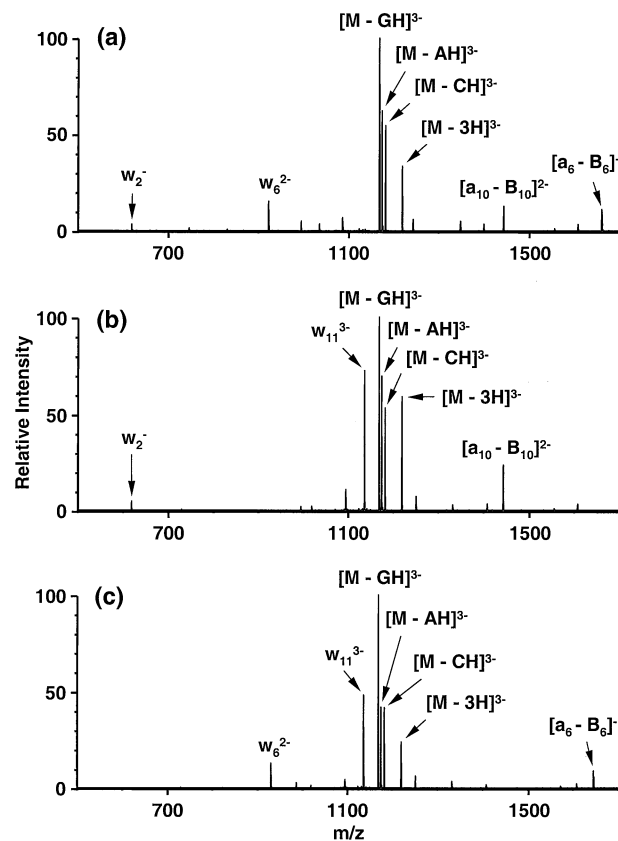 (a)
[M - GH]³⁻
[M - AH]³⁻
[M - CH]³⁻
[M - 3H]³⁻
w₂⁻
w₆²⁻
[a₁₀ - B₁₀]²⁻
[a₆ - B₆]⁻
100
50
0
700
1100
1500
(b)
[M - GH]³⁻
w₁₁³⁻
[M - AH]³⁻
[M - CH]³⁻
[M - 3H]³⁻
w₂⁻
[a₁₀ - B₁₀]²⁻
100
50
0
700
1100
1500
Relative Intensity
(c)
[M - GH]³⁻
[M - AH]³⁻
w₁₁³⁻
[M - CH]³⁻
[M - 3H]³⁻
w₆²⁻
[a₆ - B₆]⁻
100
50
0
700
1100
1500
m/z